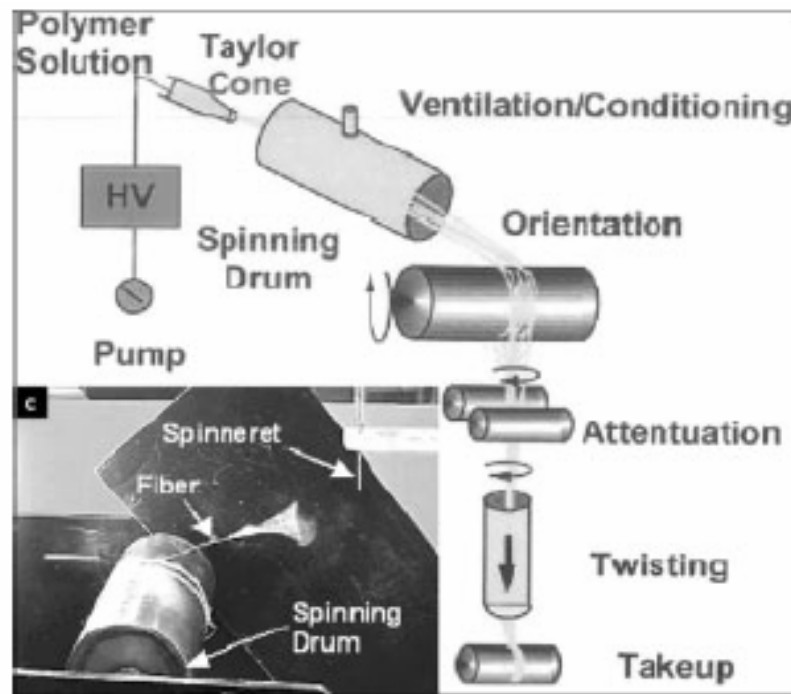 Polymer
Solution
Taylor
Cone
Ventilation/Conditioning
HV
Spinning
Drum
Orientation
Pump
c
Spinneret
Fiber
Attentuation
Spinning
Drum
Twisting
Takeup